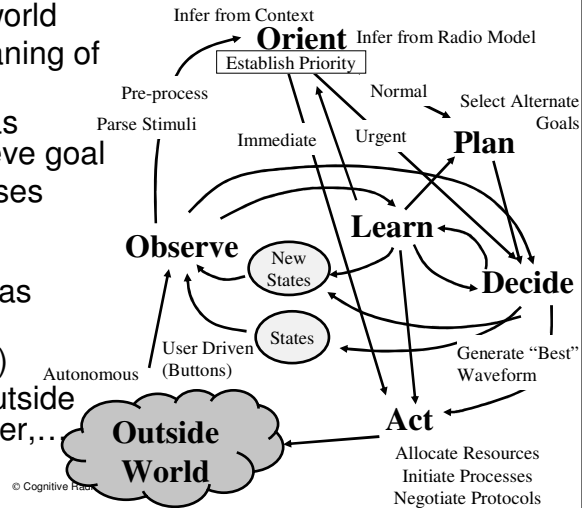 world
aning of
as
eve goal
ses
as
)
utside
er,…
Infer from Context
Orient
Infer from Radio Model
Establish Priority
Pre-process
Parse Stimuli
Normal
Select Alternate
Goals
Immediate
Urgent
Plan
Learn
Observe
New
States
Decide
States
User Driven
(Buttons)
Autonomous
Generate “Best”
Waveform
Act
Outside
World
Allocate Resources
Initiate Processes
Negotiate Protocols
© Cognitive Radi